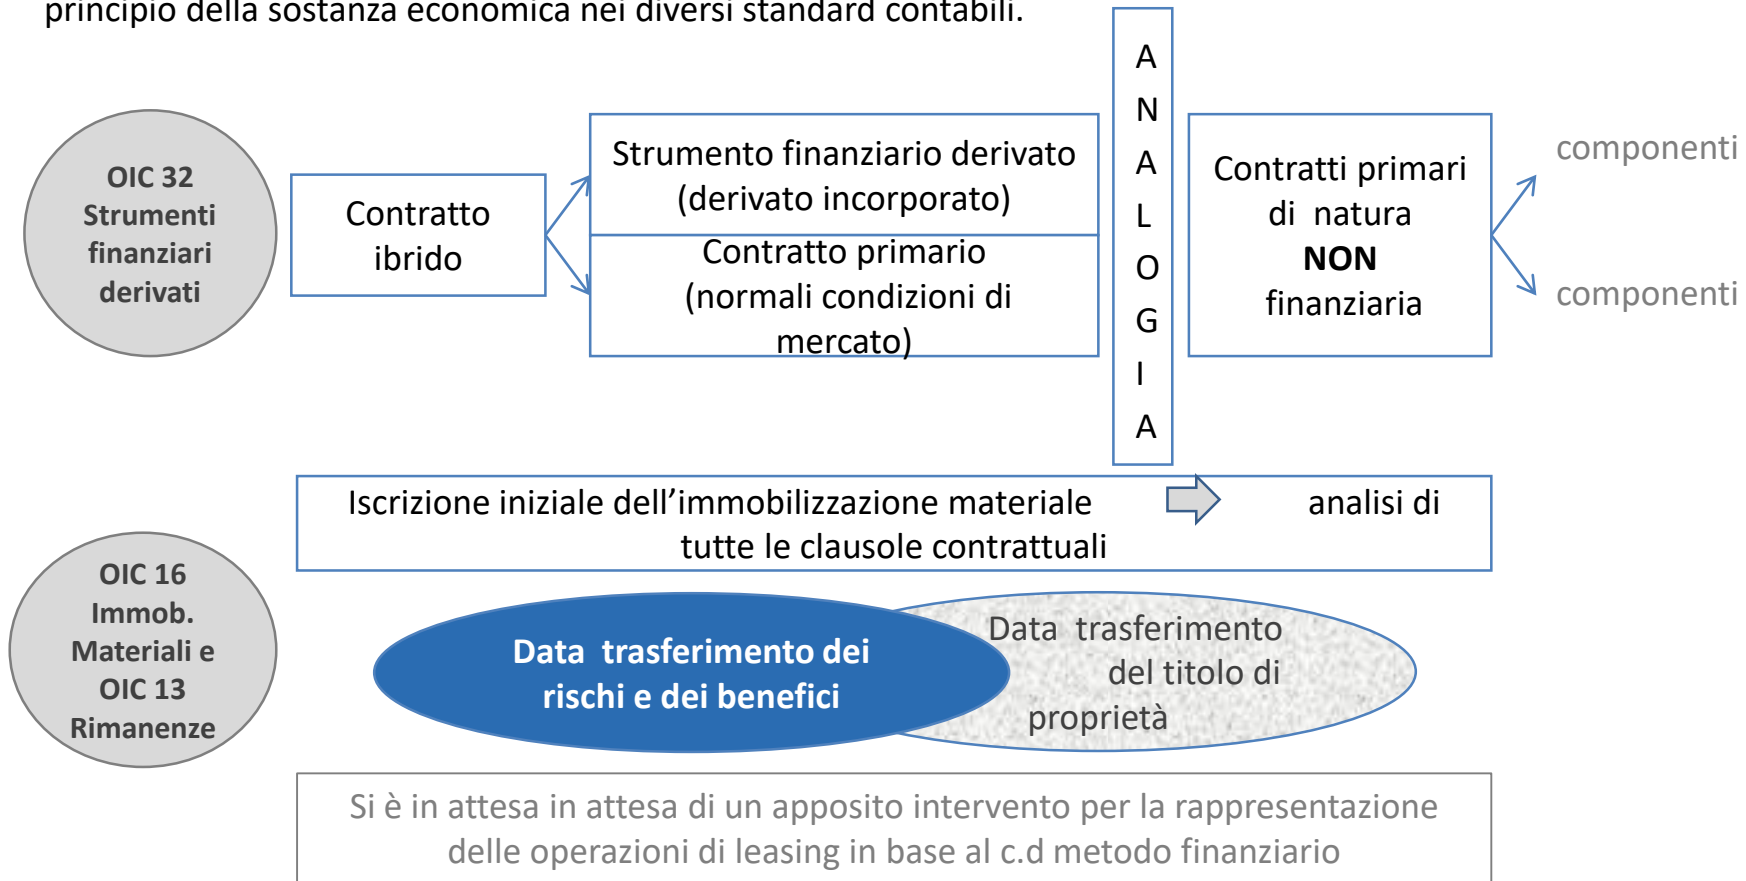 principio della sostanza economica nei diversi standard contabili.
OIC 32
Strumenti
finanziari
derivati
Contratto
ibrido
Strumento finanziario derivato
(derivato incorporato)
Contratto primario
(normali condizioni di
mercato)
A
N
A
L
O
G
I
A
Contratti primari
di natura
NON
finanziaria
componenti
componenti
Iscrizione iniziale dell’immobilizzazione materiale analisi di
tutte le clausole contrattuali
OIC 16
Immob.
Materiali e
OIC 13
Rimanenze
Data trasferimento dei
rischi e dei benefici
Data trasferimento
del titolo di
proprietà
Si è in attesa in attesa di un apposito intervento per la rappresentazione
delle operazioni di leasing in base al c.d metodo finanziario